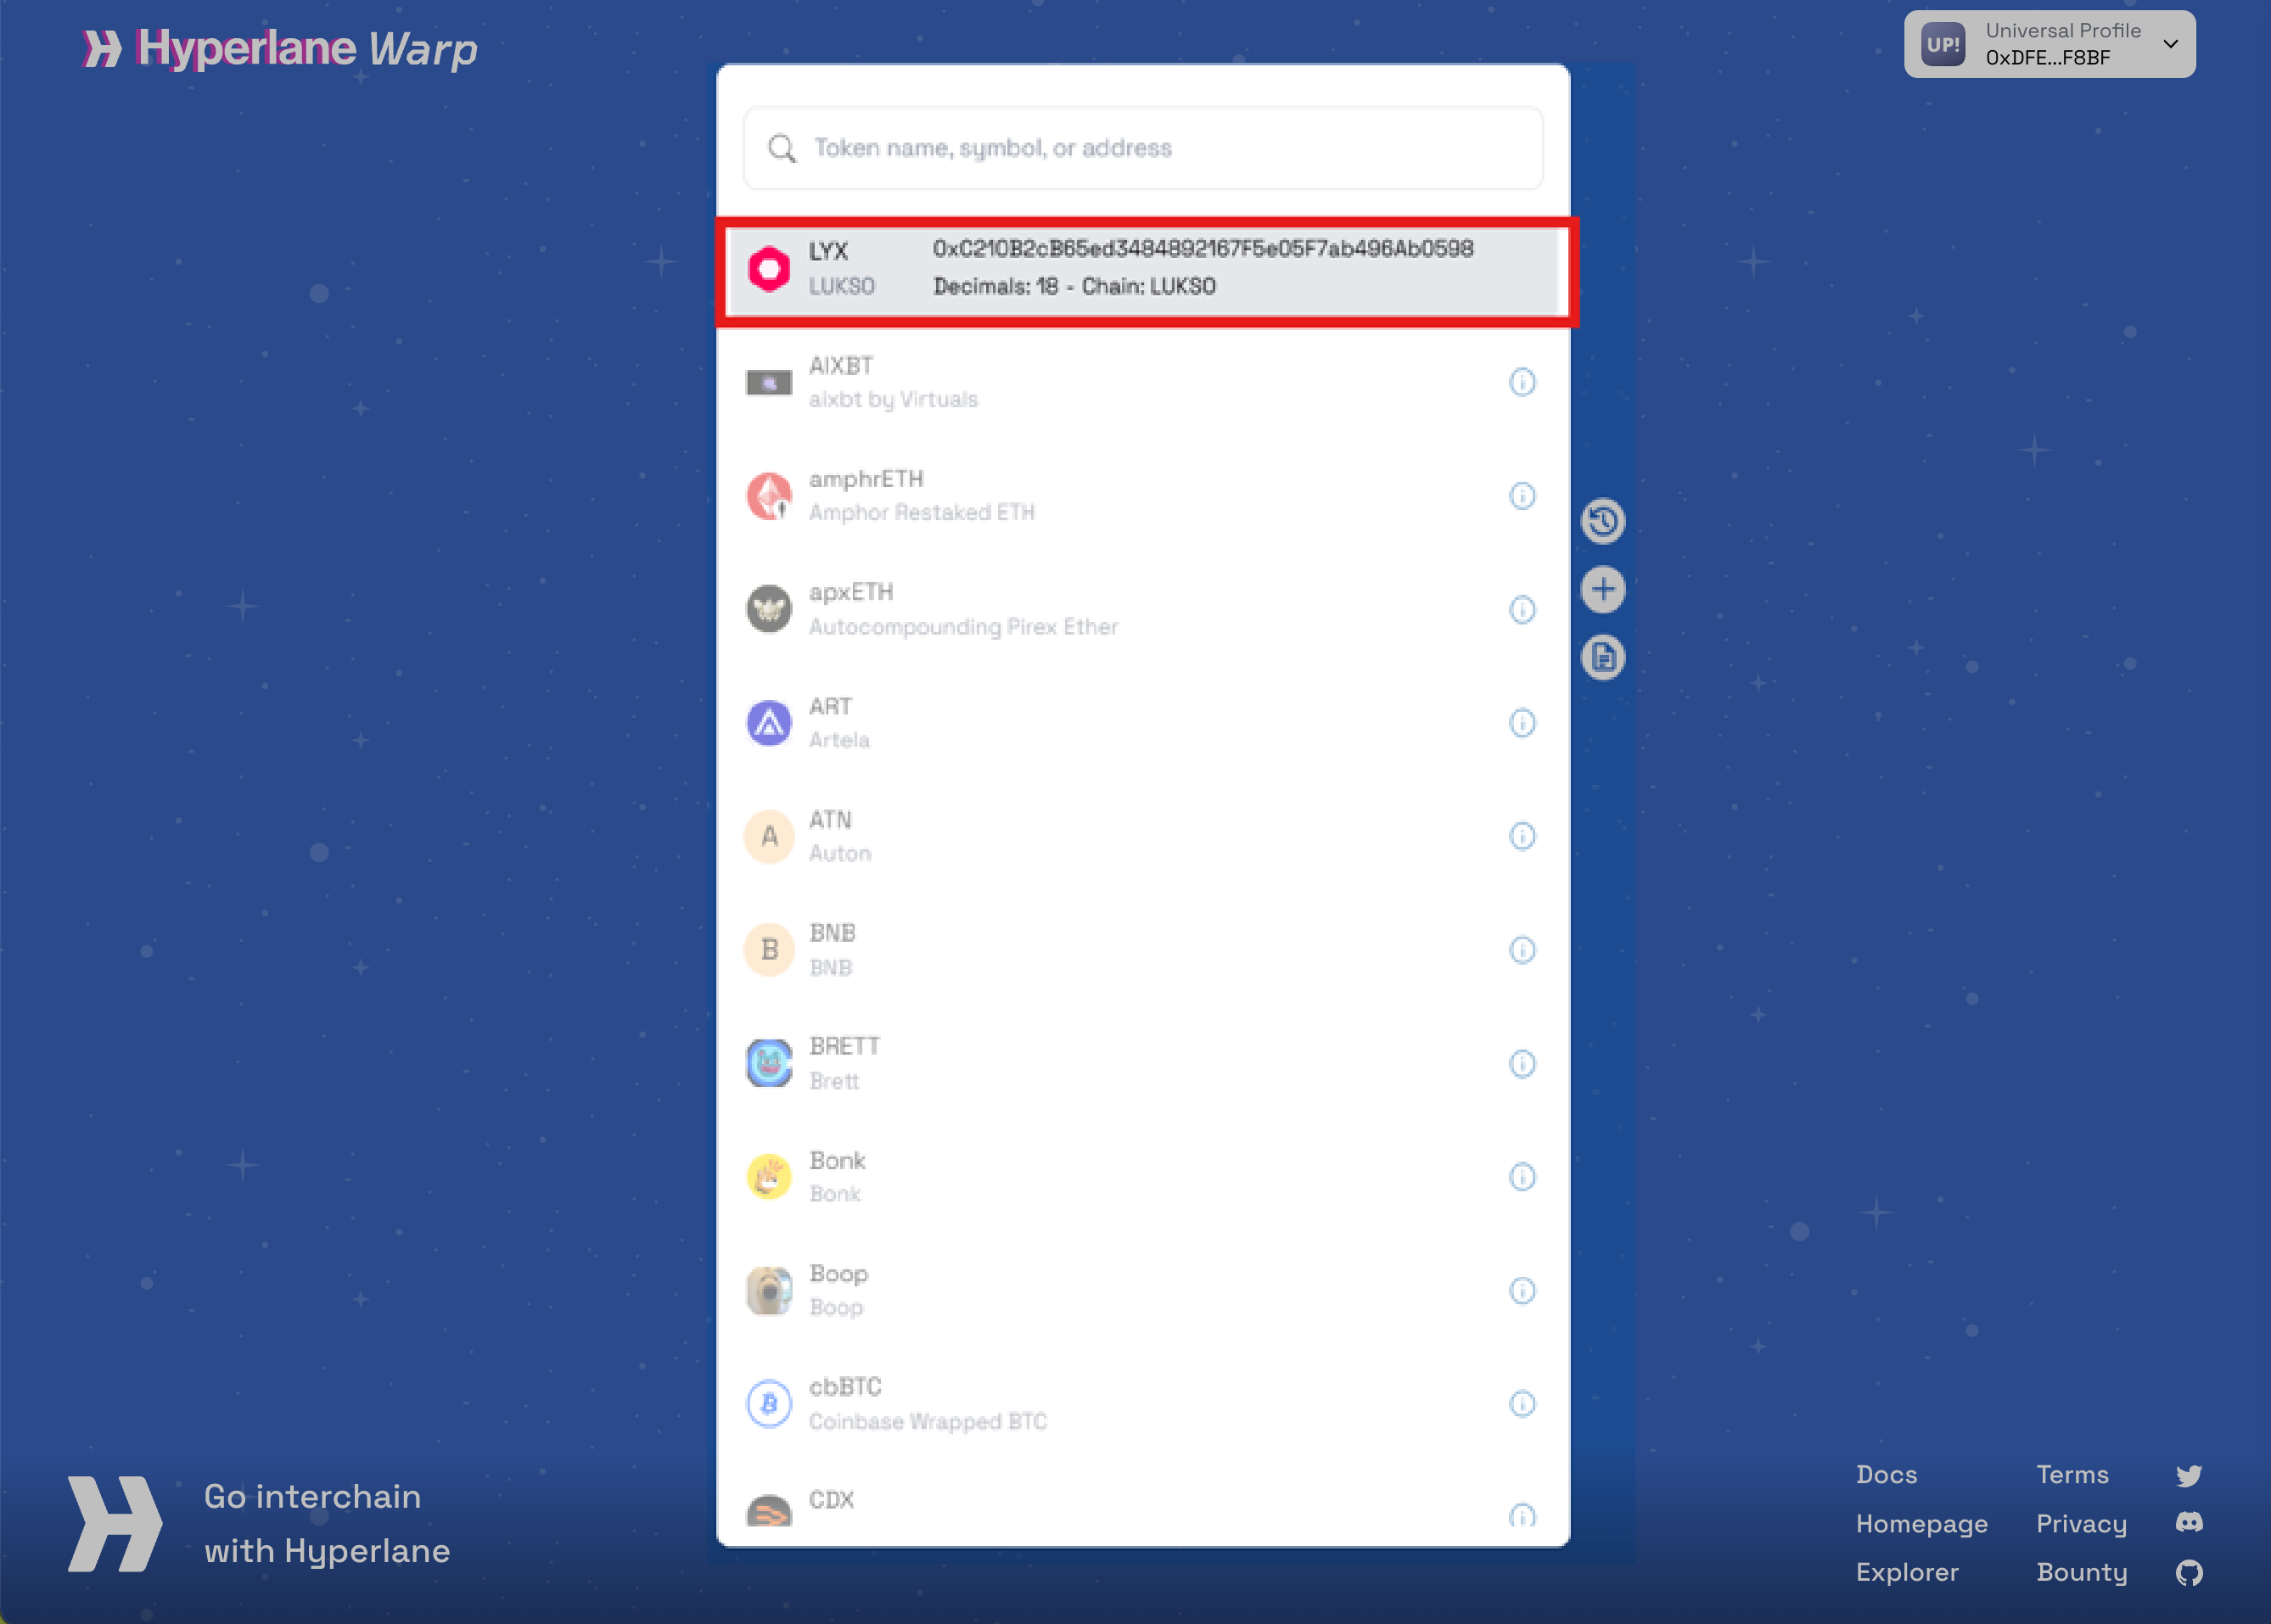 Hyperlane Warp
UP!
Universal Profile
0xDFE...F8BF
Token name, symbol, or address
LYX
0xC210B2cB65ed3484892167F5e05F7ab496Ab0598
LUKSO
Decimals: 18 - Chain: LUKSO
AIXBT
aixbt by Virtuals
amphrETH
Amphor Restaked ETH
apxETH
Autocompounding Pirex Ether
ART
Artela
A
ATN
Auton
B
BNB
BNB
BRETT
Brett
Bonk
Bonk
Boop
Boop
cbBTC
Coinbase Wrapped BTC
CDX
Go interchain
with Hyperlane
Docs
Terms
Homepage
Privacy
Explorer
Bounty